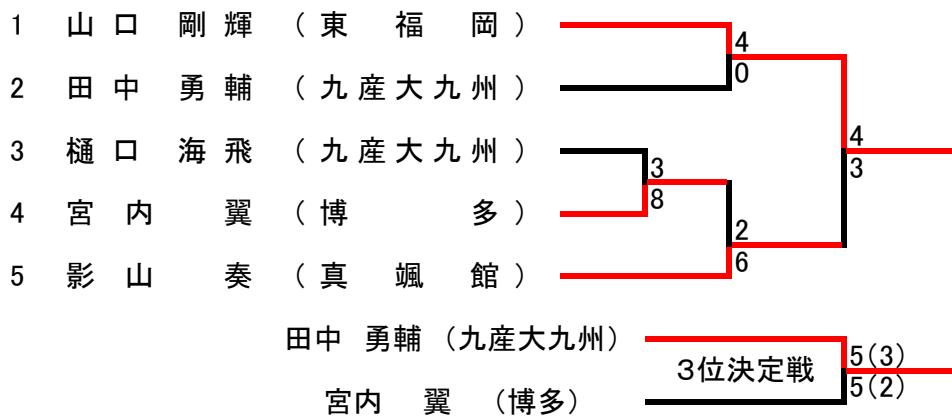 1 山口 剛輝 (東福岡)
4
0
2 田中 勇輔 (九産大九州)
3 樋口 海飛 (九産大九州)
4
3
3
8
4 宮内 翼 (博多)
2
6
5 影山 奏 (真颯館)
田中 勇輔 (九産大九州)
3位決定戦
5(3)
5(2)
宮内 翼 (博多)